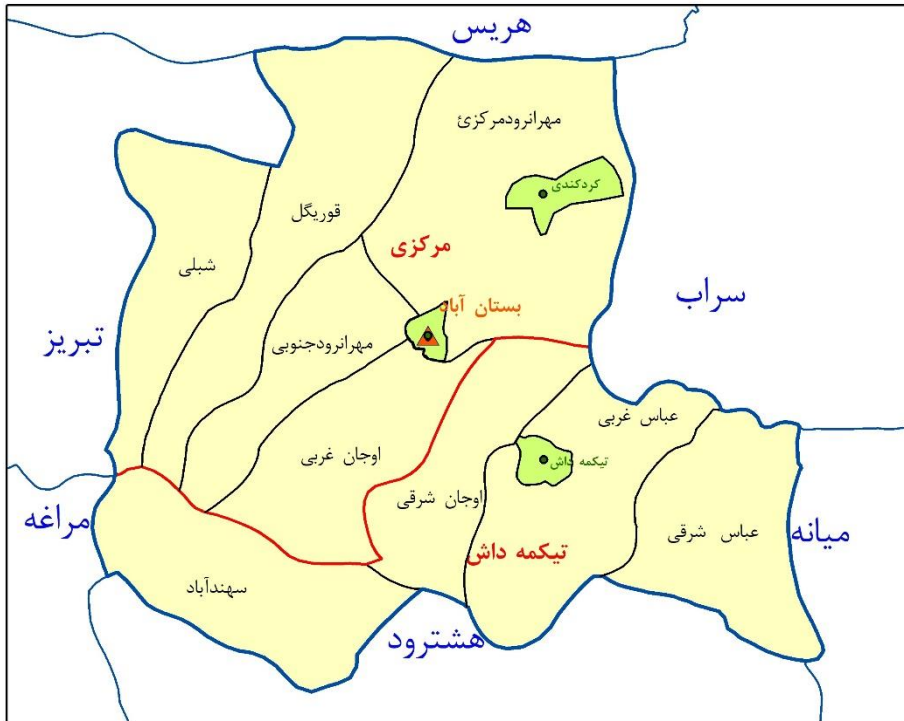 هریس
مهرانرودمرکزئ
کردکندی
قوریگل
مرکزی
شبلی
سراب
بستان آباد
تبریز
مهرانرودجنوبی
عباس غربی
اوجان غربی
تیکمه داش
اوجان شرقی
مراغه
میانه
عباس شرقی
تیکمه داش
سهندآباد
هشترود